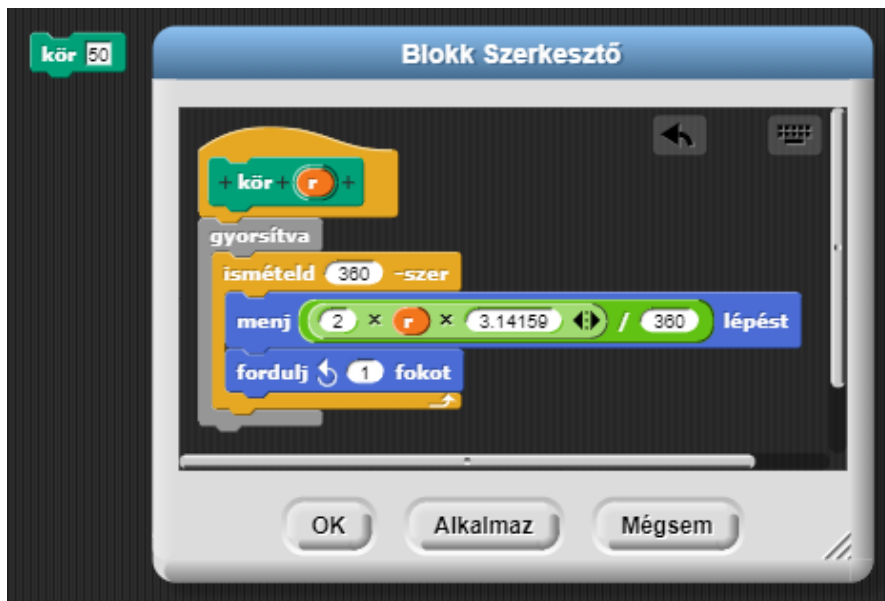 kör 50
Blokk Szerkesztő
+ kör + r +
gyorsítva
ismételd 360 -szer
menj 2 × r × 3.14159 / 360 lépést
fordulj 1 fokot
OK Alkalmaz Mégsem